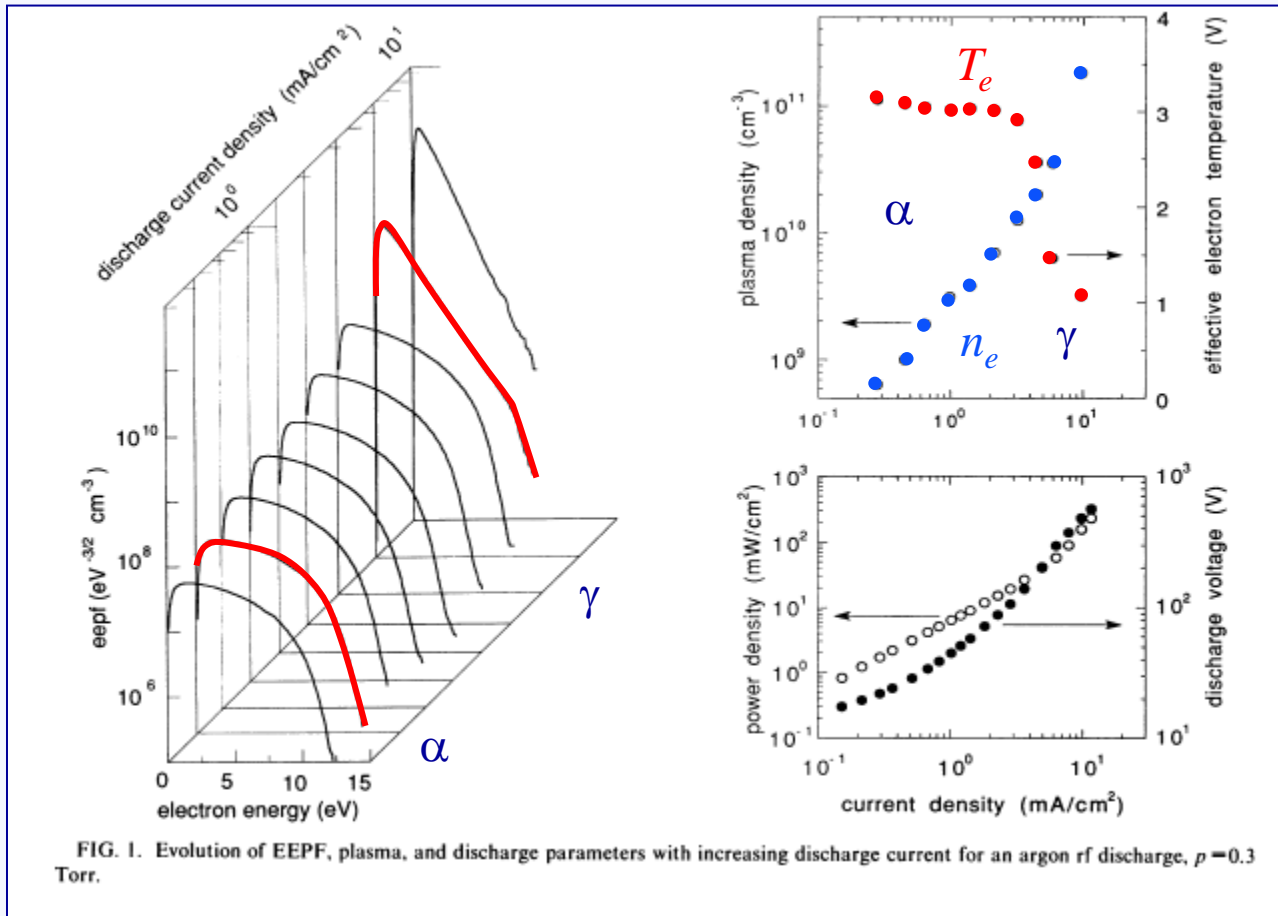 discharge current density (mA/cm²)
10⁰
10¹
eepf (eV⁻³ᐟ² cm⁻³)
10¹⁰
10⁸
10⁶
0
5
10
15
electron energy (eV)
α
γ
plasma density (cm⁻³)
10¹¹
10¹⁰
10⁹
Tₑ
α
nₑ
γ
4
3
2
1
0
effective electron temperature (V)
10⁻¹
10⁰
10¹
power density (mW/cm²)
10³
10²
10¹
10⁰
10⁻¹
10³
10²
10¹
discharge voltage (V)
10⁻¹
10⁰
10¹
current density (mA/cm²)
FIG. 1. Evolution of EEPF, plasma, and discharge parameters with increasing discharge current for an argon rf discharge, p=0.3
Torr.